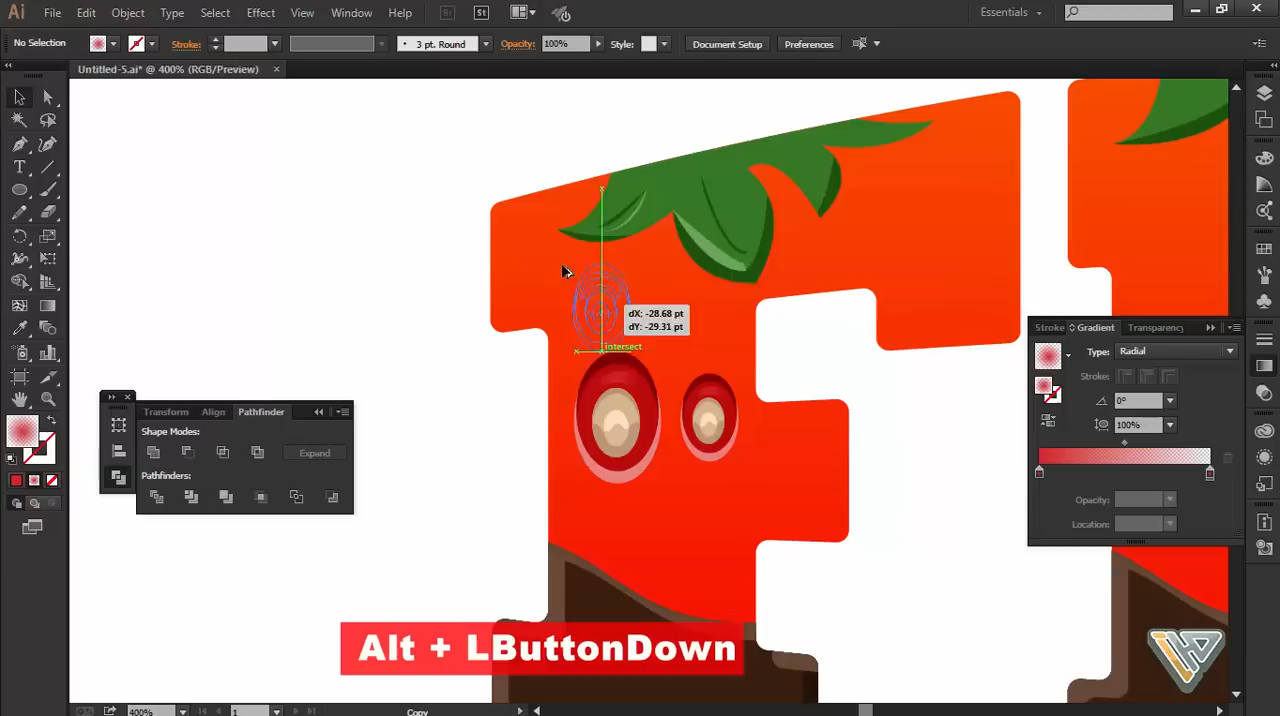 Ai File Edit Object Type Select Effect View Window Help Br St Essentials
No Selection Stroke: 3 pt. Round Opacity: 100% Style: Document Setup Preferences
Untitled-5.ai* @ 400% (RGB/Preview)
dX: -28.68 pt
dY: -29.31 pt
intersect
Stroke Gradient Transparency
Type: Radial
Stroke:
0°
100%
Opacity:
Location:
Transform Align Pathfinder
Shape Modes:
Expand
Pathfinders:
Alt + LButtonDown
400% 1 Copy